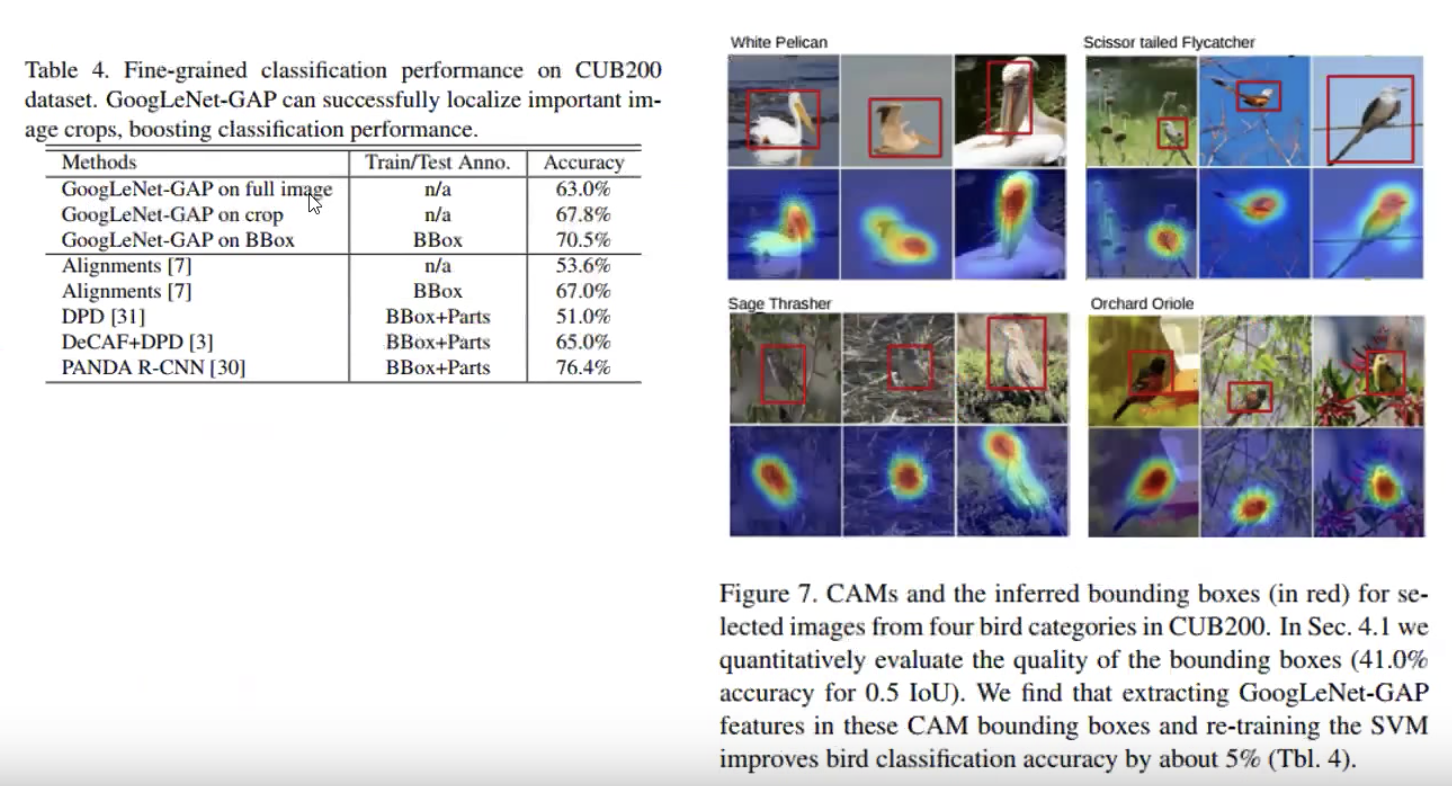 Table 4. Fine-grained classification performance on CUB200
dataset. GoogLeNet-GAP can successfully localize important im-
age crops, boosting classification performance.
Methods Train/Test Anno. Accuracy
GoogLeNet-GAP on full image n/a 63.0%
GoogLeNet-GAP on crop n/a 67.8%
GoogLeNet-GAP on BBox BBox 70.5%
Alignments [7] n/a 53.6%
Alignments [7] BBox 67.0%
DPD [31] BBox+Parts 51.0%
DeCAF+DPD [3] BBox+Parts 65.0%
PANDA R-CNN [30] BBox+Parts 76.4%
White Pelican
Scissor tailed Flycatcher
Sage Thrasher
Orchard Oriole
Figure 7. CAMs and the inferred bounding boxes (in red) for se-
lected images from four bird categories in CUB200. In Sec. 4.1 we
quantitatively evaluate the quality of the bounding boxes (41.0%
accuracy for 0.5 IoU). We find that extracting GoogLeNet-GAP
features in these CAM bounding boxes and re-training the SVM
improves bird classification accuracy by about 5% (Tbl. 4).